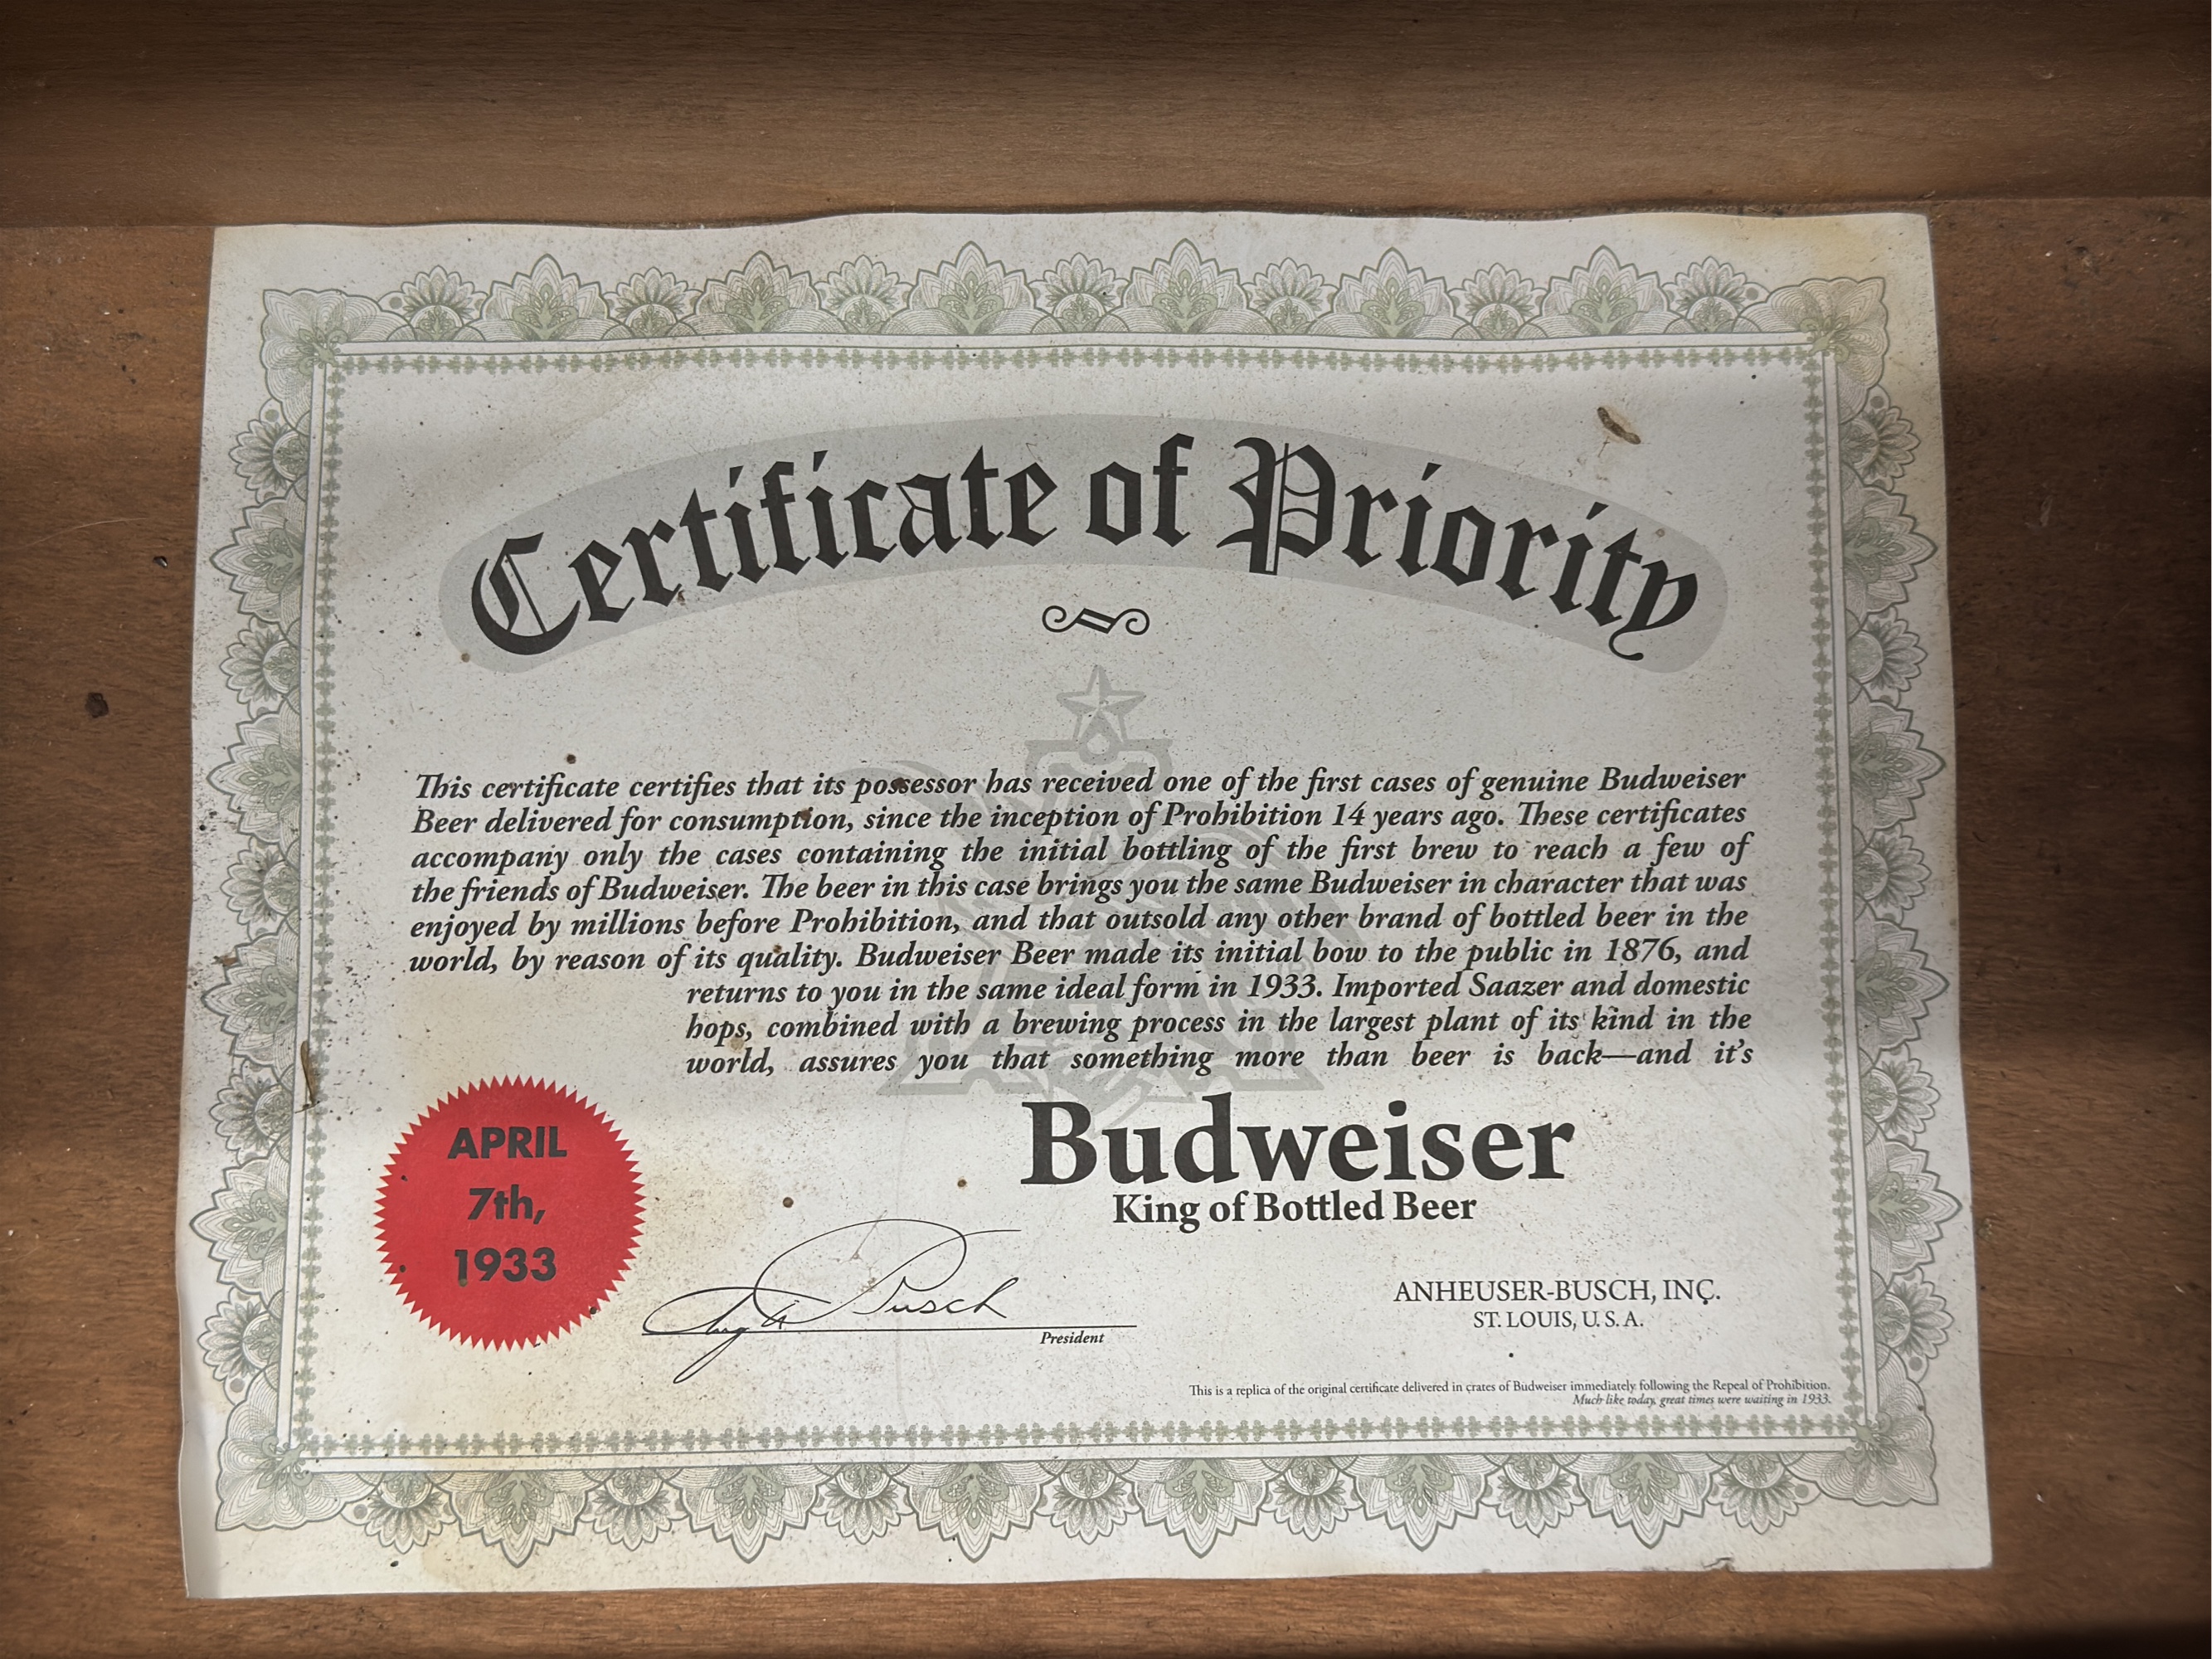 Certificate of Priority
This certificate certifies that its possessor has received one of the first cases of genuine Budweiser
Beer delivered for consumption, since the inception of Prohibition 14 years ago. These certificates
accompany only the cases containing the initial bottling of the first brew to reach a few of
the friends of Budweiser. The beer in this case brings you the same Budweiser in character that was
enjoyed by millions before Prohibition, and that outsold any other brand of bottled beer in the
world, by reason of its quality. Budweiser Beer made its initial bow to the public in 1876, and
returns to you in the same ideal form in 1933. Imported Saazer and domestic
hops, combined with a brewing process in the largest plant of its kind in the
world, assures you that something more than beer is back—and it's
Budweiser
King of Bottled Beer
APRIL
7th,
1933
Busch
President
ANHEUSER-BUSCH, INC.
ST. LOUIS, U. S. A.
This is a replica of the original certificate delivered in crates of Budweiser immediately following the Repeal of Prohibition.
Much like today, great times were waiting in 1933.